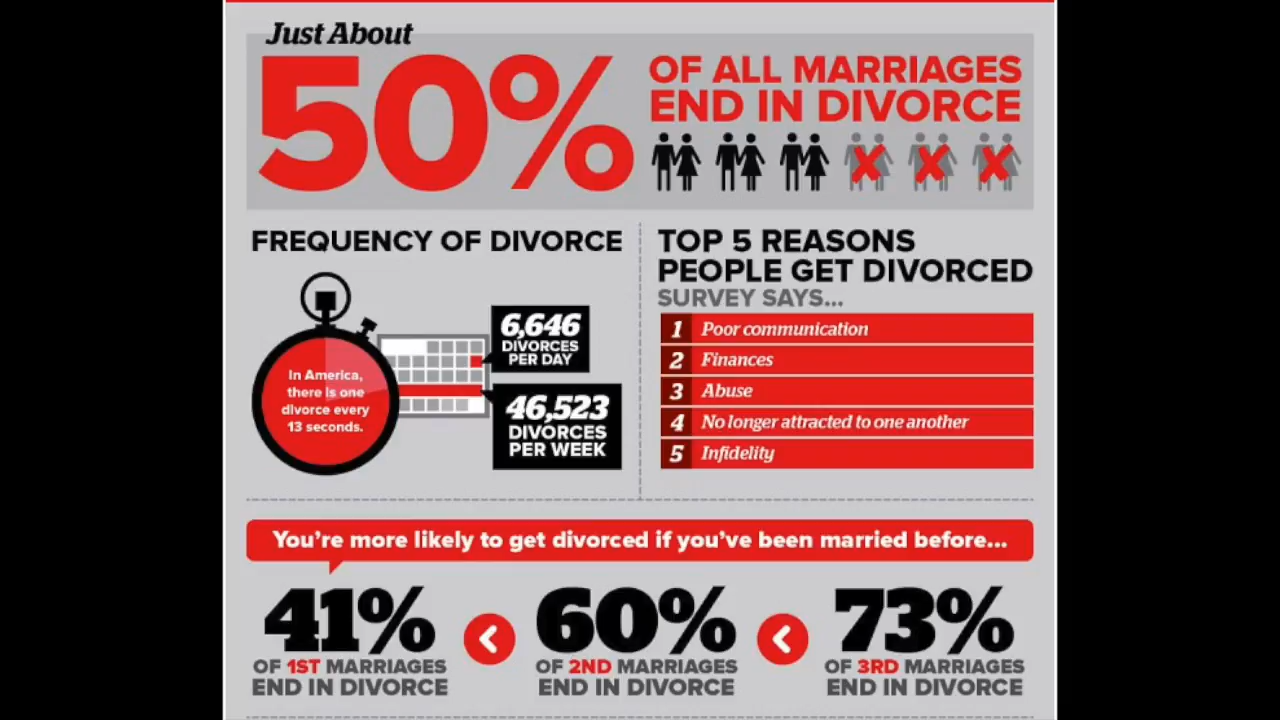 Just About
50%
OF ALL MARRIAGES
END IN DIVORCE
FREQUENCY OF DIVORCE
In America,
there is one
divorce every
13 seconds.
6,646
DIVORCES
PER DAY
46,523
DIVORCES
PER WEEK
TOP 5 REASONS
PEOPLE GET DIVORCED
SURVEY SAYS...
1 Poor communication
2 Finances
3 Abuse
4 No longer attracted to one another
5 Infidelity
You're more likely to get divorced if you've been married before...
41%
OF 1ST MARRIAGES
END IN DIVORCE
60%
OF 2ND MARRIAGES
END IN DIVORCE
73%
OF 3RD MARRIAGES
END IN DIVORCE